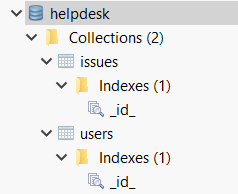 helpdesk
Collections (2)
issues
Indexes (1)
_id_
users
Indexes (1)
_id_